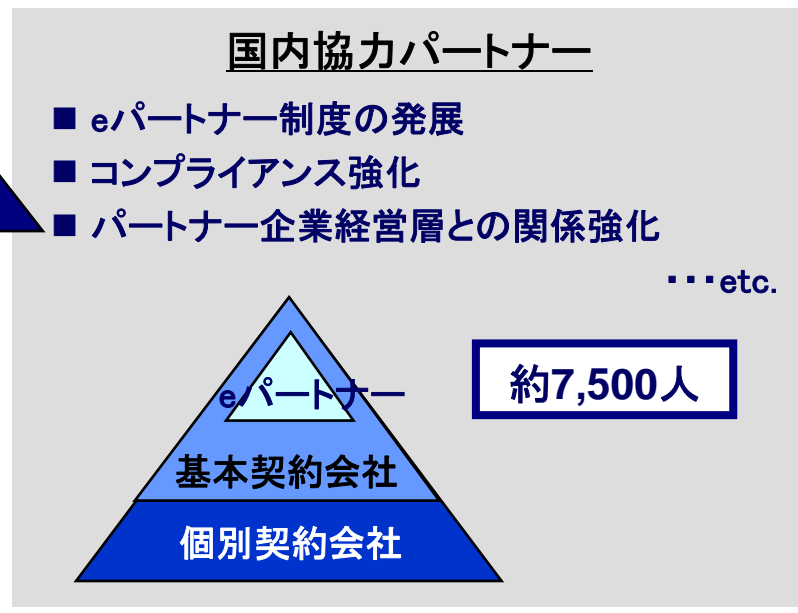 国内協力パートナー
■ eパートナー制度の発展
■ コンプライアンス強化
■ パートナー企業経営層との関係強化
･･･etc.
eパートナー
約7,500人
基本契約会社
個別契約会社